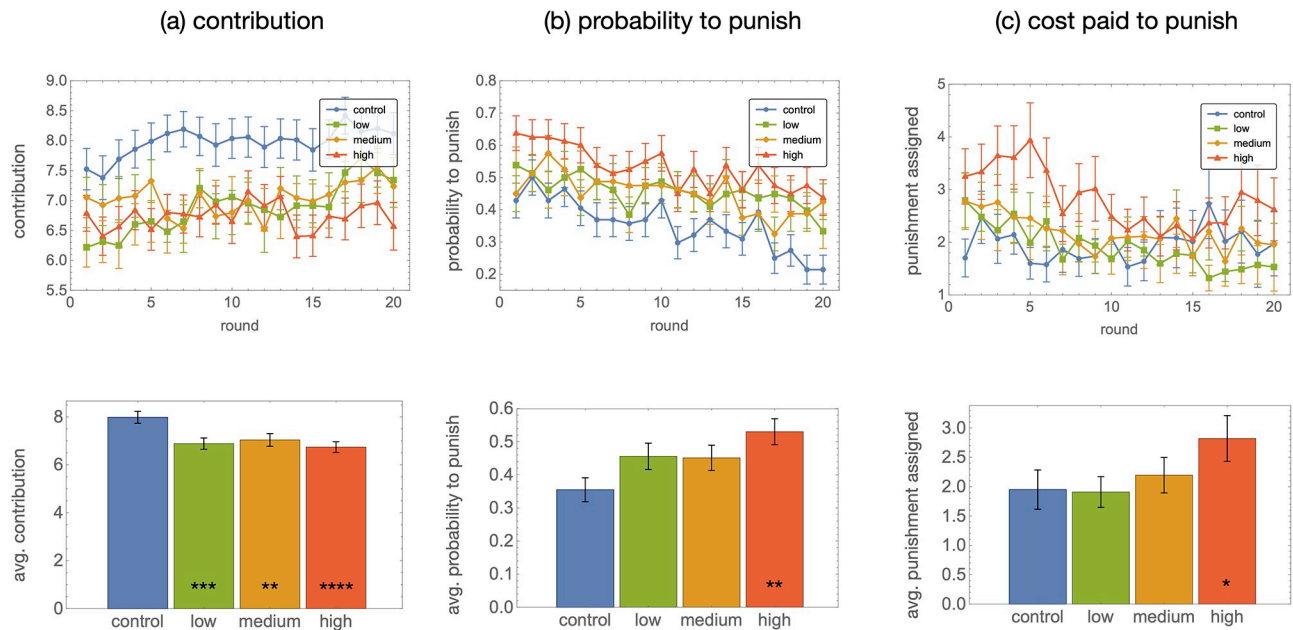 (a) contribution
(b) probability to punish
(c) cost paid to punish
contribution
9.0
8.5
8.0
7.5
7.0
6.5
6.0
5.5
0
5
10
15
20
round
control
low
medium
high
probability to punish
0.8
0.7
0.6
0.5
0.4
0.3
0.2
0
5
10
15
20
round
control
low
medium
high
punishment assigned
5
4
3
2
1
0
5
10
15
20
round
control
low
medium
high
avg. contribution
8
6
4
2
0
***
**
****
control
low
medium
high
avg. probability to punish
0.6
0.5
0.4
0.3
0.2
0.1
0.0
**
control
low
medium
high
avg. punishment assigned
3.0
2.5
2.0
1.5
1.0
0.5
0.0
*
control
low
medium
high